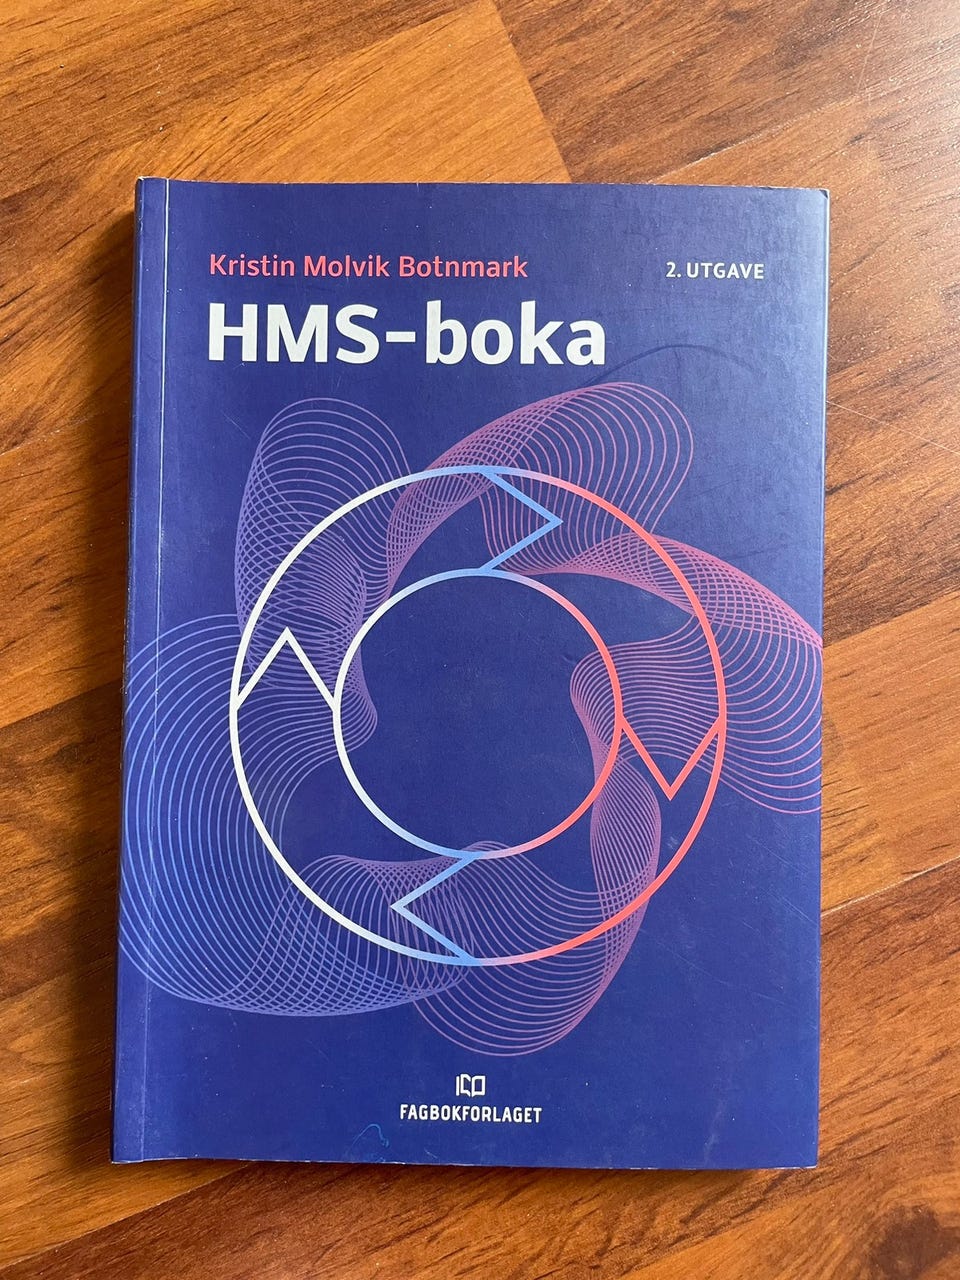 Kristin Molvik Botnmark
2. UTGAVE
HMS-boka
FAGBOKFORLAGET